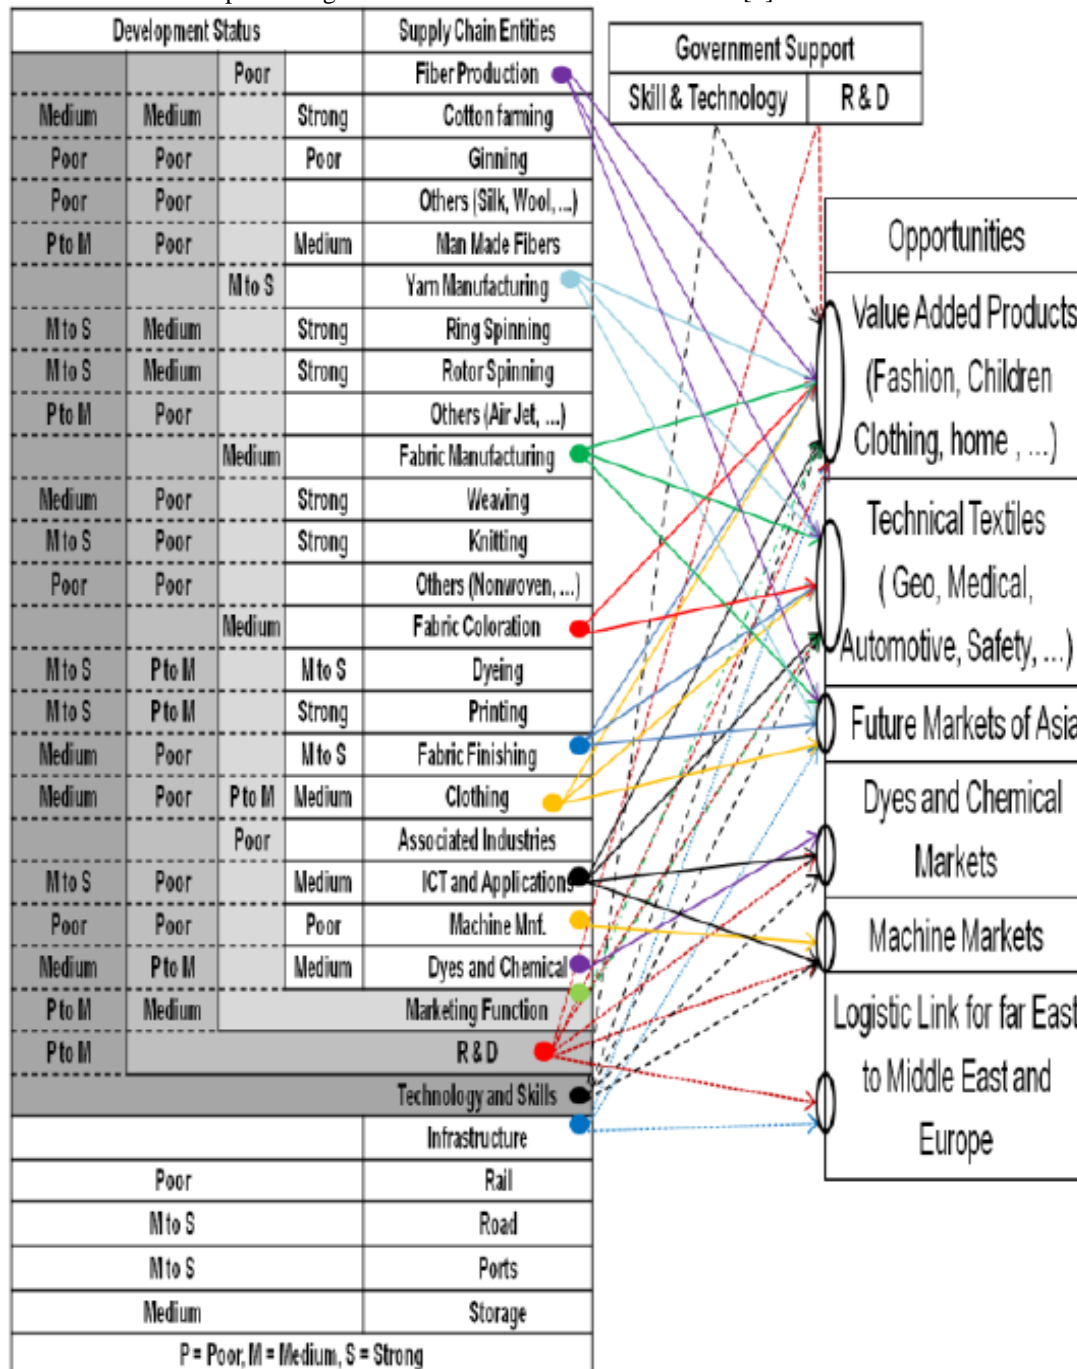 Development Status Supply Chain Entities
Poor Fiber Production
Medium Medium Strong Cotton farming
Poor Poor Poor Ginning
Poor Poor Others (Silk, Wool, ...)
P to M Poor Medium Man Made Fibers
M to S Yarn Manufacturing
M to S Medium Strong Ring Spinning
M to S Medium Strong Rotor Spinning
P to M Poor Others (Air Jet, ...)
Medium Fabric Manufacturing
Medium Poor Strong Weaving
M to S Poor Strong Knitting
Poor Poor Others (Nonwoven, ...)
Medium Fabric Coloration
M to S P to M M to S Dyeing
M to S P to M Strong Printing
Medium Poor M to S Fabric Finishing
Medium Poor P to M Medium Clothing
Poor Associated Industries
M to S Poor Medium ICT and Applications
Poor Poor Poor Machine Mnf.
Medium P to M Medium Dyes and Chemical
P to M Medium Marketing Function
P to M R & D
Technology and Skills
Infrastructure
Poor Rail
M to S Road
M to S Ports
Medium Storage
P = Poor, M = Medium, S = Strong
Government Support
Skill & Technology R & D
Opportunities
Value Added Products
(Fashion, Children
Clothing, home , ...)
Technical Textiles
( Geo, Medical,
Automotive, Safety, ...)
Future Markets of Asia
Dyes and Chemical
Markets
Machine Markets
Logistic Link for far East
to Middle East and
Europe